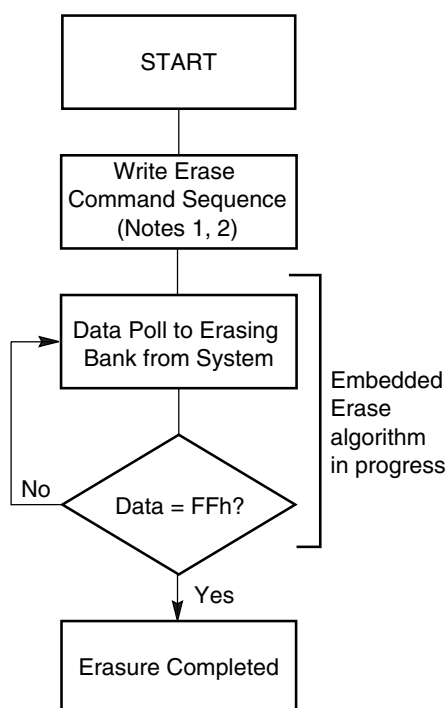 START
Write Erase
Command Sequence
(Notes 1, 2)
Data Poll to Erasing
Bank from System
Embedded
Erase
algorithm
in progress
No
Data = FFh?
Yes
Erasure Completed